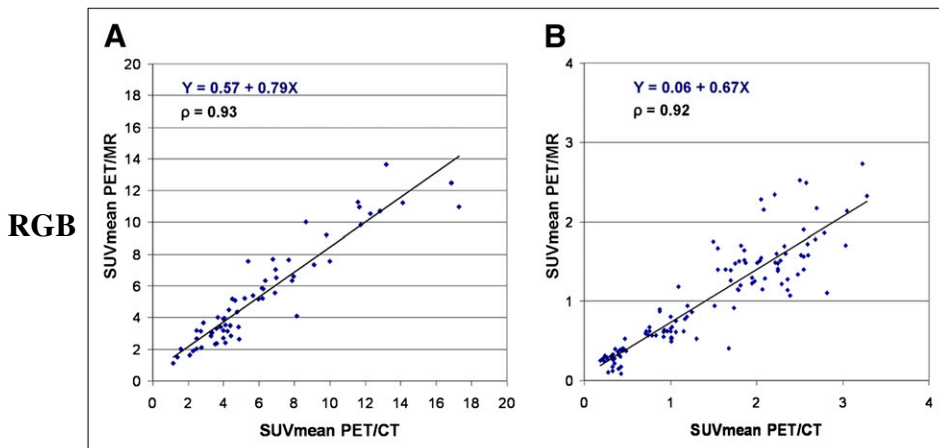 RGB
A
Y = 0.57 + 0.79X
ρ = 0.93
SUVmean PET/MR
20
18
16
14
12
10
8
6
4
2
0
0 2 4 6 8 10 12 14 16 18 20
SUVmean PET/CT
B
Y = 0.06 + 0.67X
ρ = 0.92
SUVmean PET/MR
4
3
2
1
0
0 1 2 3 4
SUVmean PET/CT